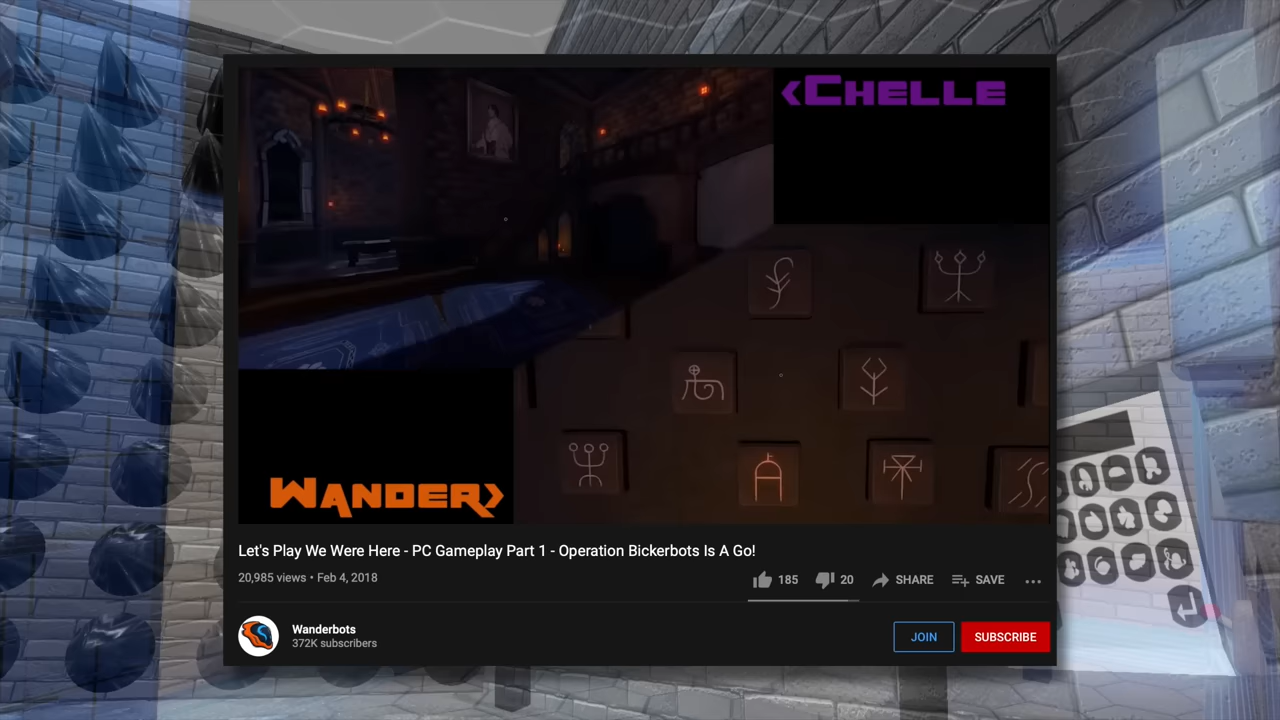 <CHELLE
WANDER>
Let's Play We Were Here - PC Gameplay Part 1 - Operation Bickerbots Is A Go!
20,985 views • Feb 4, 2018
185 20 SHARE SAVE ...
Wanderbots
372K subscribers
JOIN SUBSCRIBE